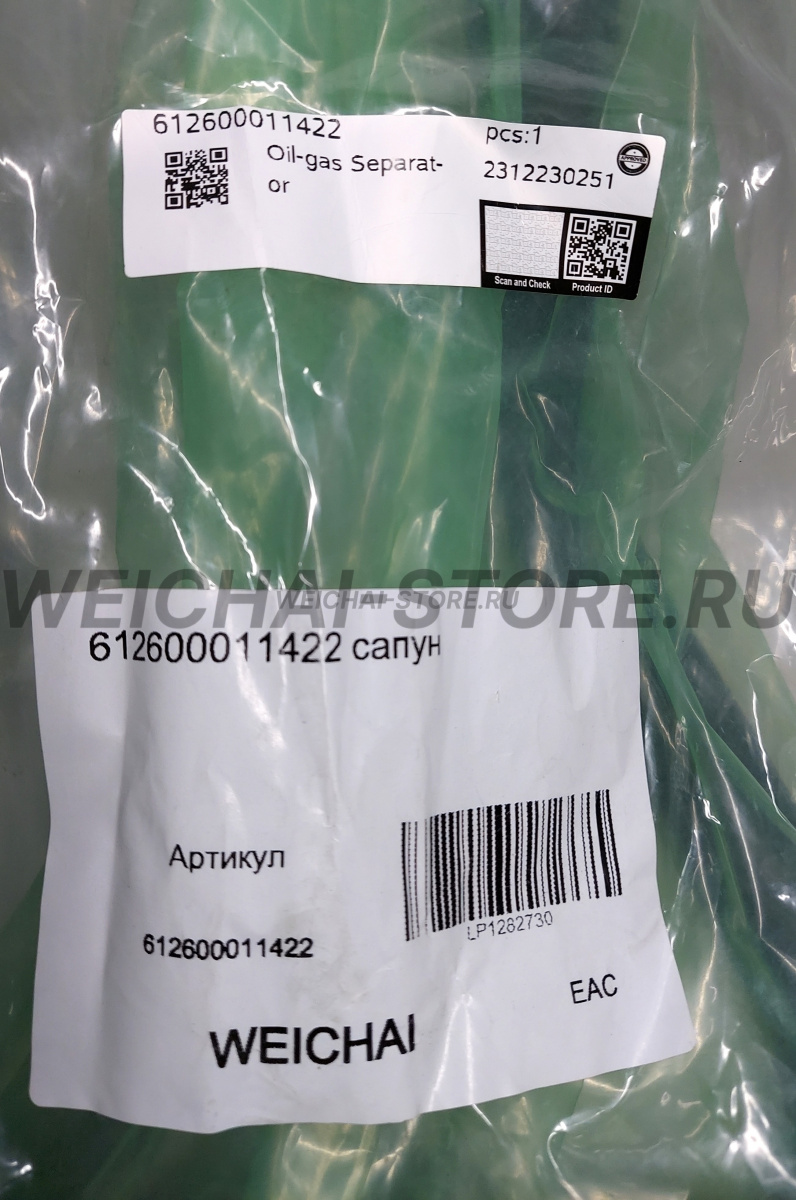 612600011422
pcs:1
Oil-gas Separat-
or
2312230251
APPROVED
Scan and Check
Product ID
WEICHAI-STORE.RU
WEICHAI-STORE.RU
612600011422 сапун
Артикул
LP1282730
612600011422
EAC
WEICHAI